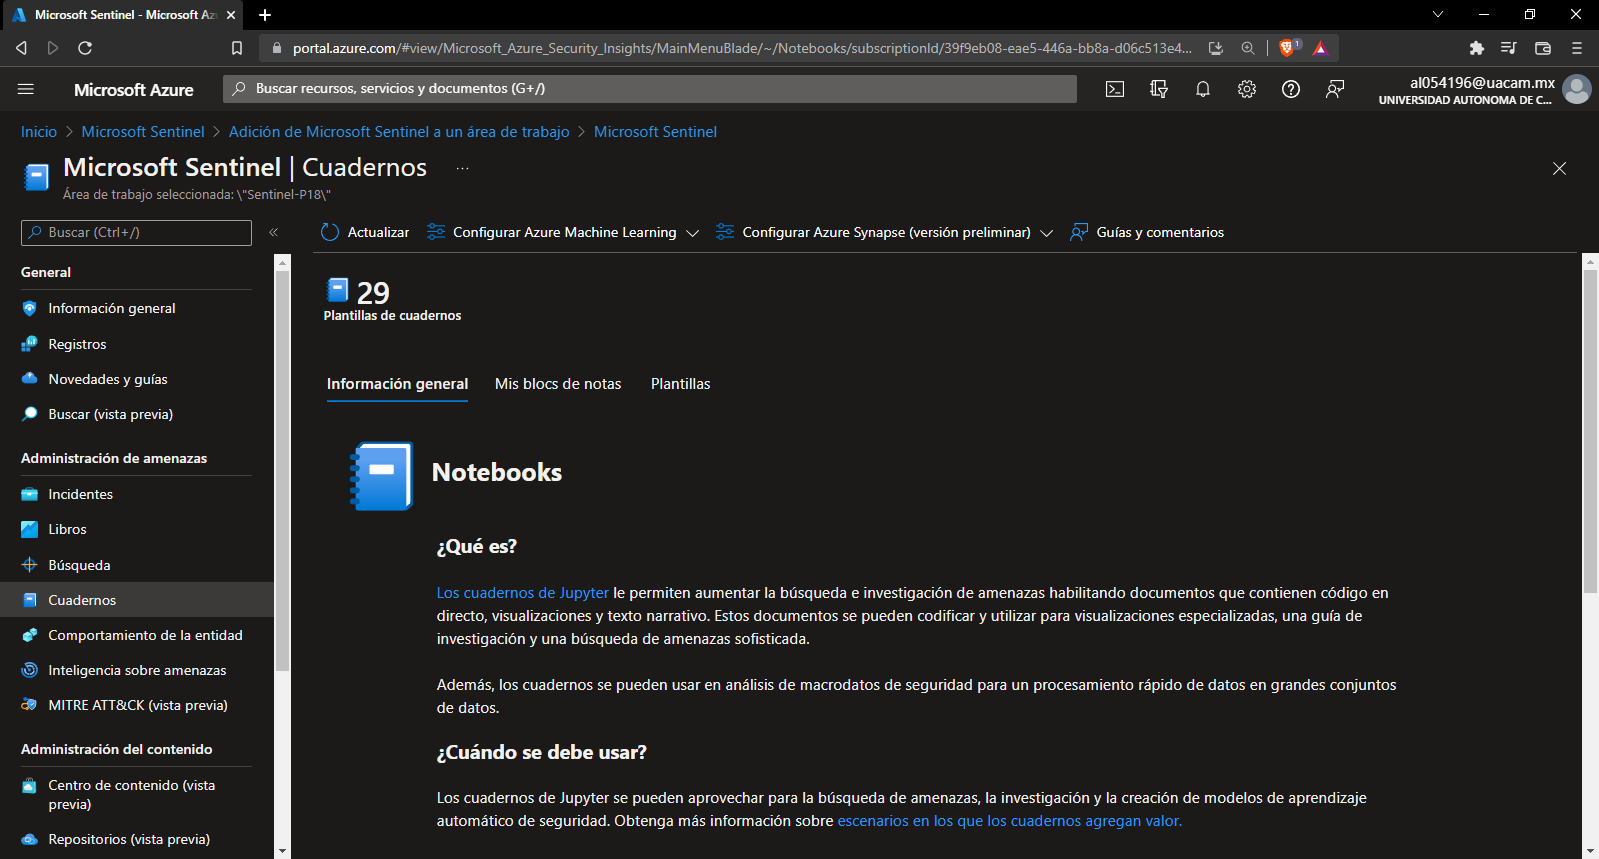 Microsoft Sentinel - Microsoft Az
portal.azure.com/#view/Microsoft_Azure_Security_Insights/MainMenuBlade/~/Notebooks/subscriptionId/39f9eb08-eae5-446a-bb8a-d06c513e4...
1
Microsoft Azure
Buscar recursos, servicios y documentos (G+/)
al054196@uacam.mx
UNIVERSIDAD AUTONOMA DE C...
Inicio > Microsoft Sentinel > Adición de Microsoft Sentinel a un área de trabajo > Microsoft Sentinel
Microsoft Sentinel | Cuadernos ...
Área de trabajo seleccionada: \"Sentinel-P18\"
Buscar (Ctrl+/)
«
Actualizar
Configurar Azure Machine Learning
Configurar Azure Synapse (versión preliminar)
Guías y comentarios
General
Información general
Registros
Novedades y guías
Buscar (vista previa)
Administración de amenazas
Incidentes
Libros
Búsqueda
Cuadernos
Comportamiento de la entidad
Inteligencia sobre amenazas
MITRE ATT&CK (vista previa)
Administración del contenido
Centro de contenido (vista
previa)
Repositorios (vista previa)
29
Plantillas de cuadernos
Información general
Mis blocs de notas
Plantillas
Notebooks
¿Qué es?
Los cuadernos de Jupyter le permiten aumentar la búsqueda e investigación de amenazas habilitando documentos que contienen código en
directo, visualizaciones y texto narrativo. Estos documentos se pueden codificar y utilizar para visualizaciones especializadas, una guía de
investigación y una búsqueda de amenazas sofisticada.
Además, los cuadernos se pueden usar en análisis de macrodatos de seguridad para un procesamiento rápido de datos en grandes conjuntos
de datos.
¿Cuándo se debe usar?
Los cuadernos de Jupyter se pueden aprovechar para la búsqueda de amenazas, la investigación y la creación de modelos de aprendizaje
automático de seguridad. Obtenga más información sobre escenarios en los que los cuadernos agregan valor.